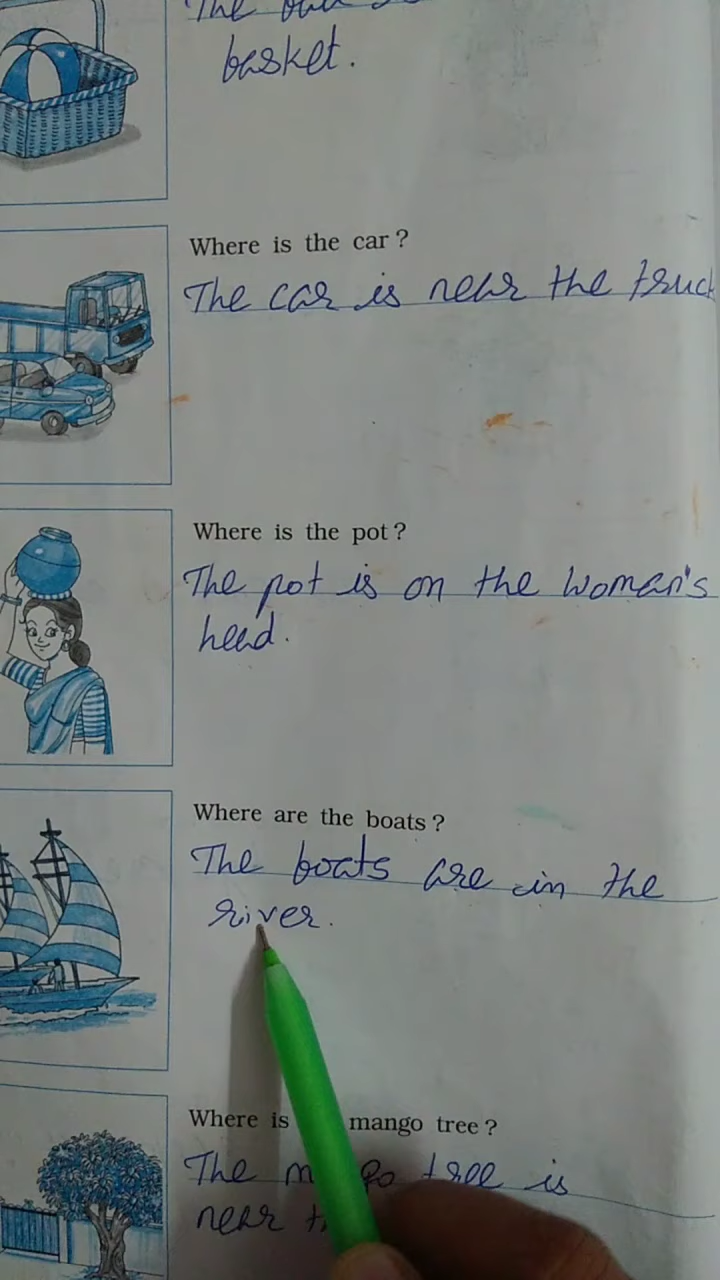 The
basket.
Where is the car?
The car is near the truck
Where is the pot?
The pot is on the woman's
head.
Where are the boats?
The boats are in the
river.
Where is mango tree?
The tree is
near